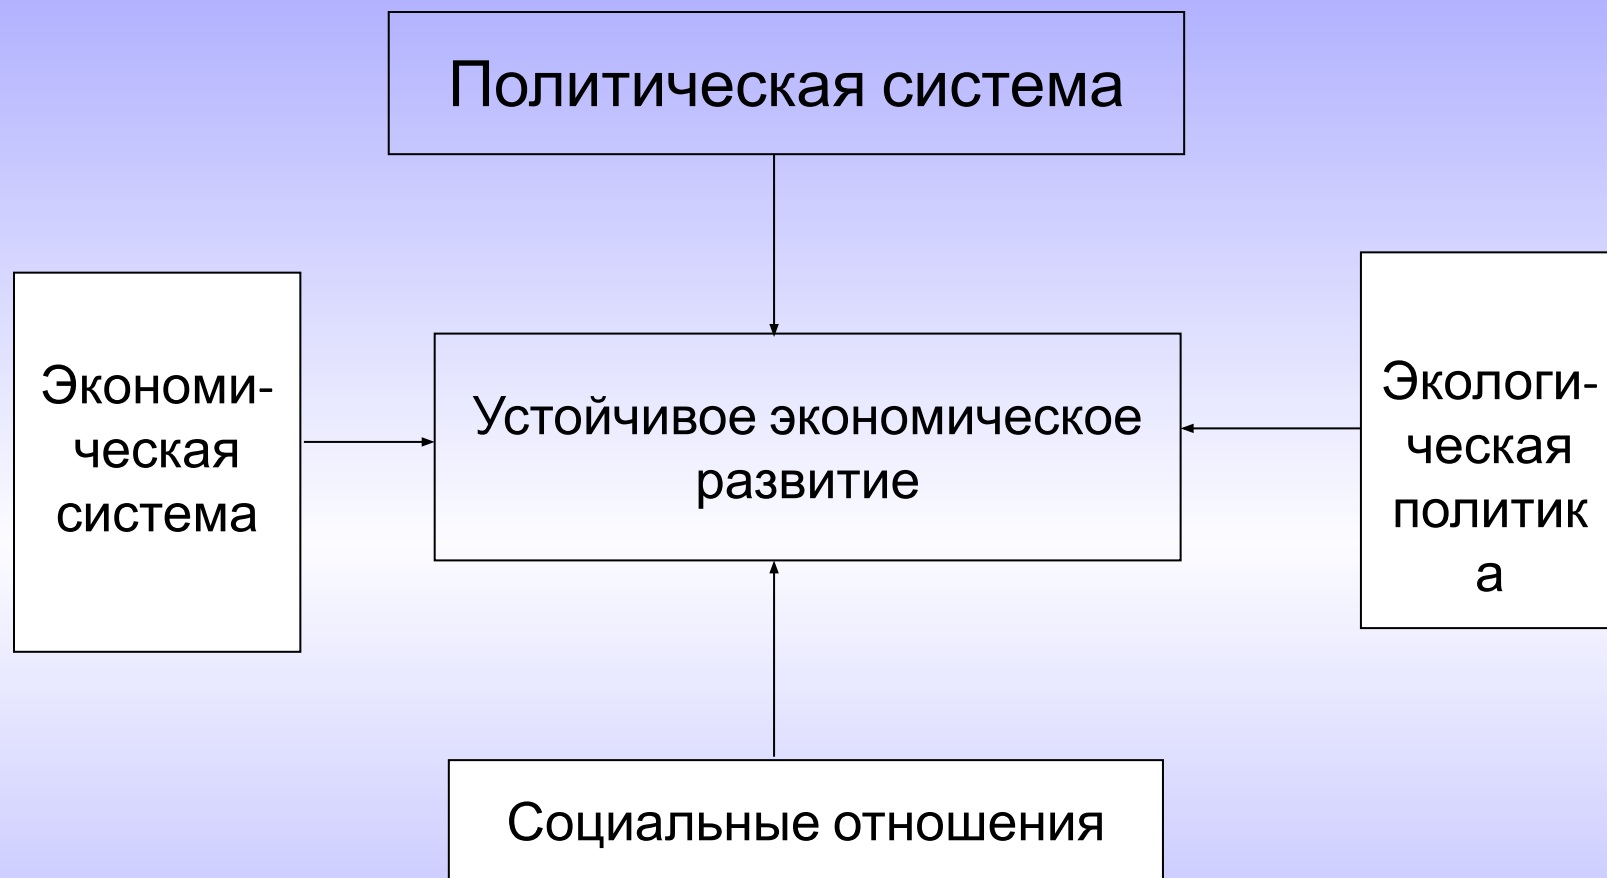 Политическая система
Экономи-
ческая
система
Устойчивое экономическое
развитие
Экологи-
ческая
политик
а
Социальные отношения